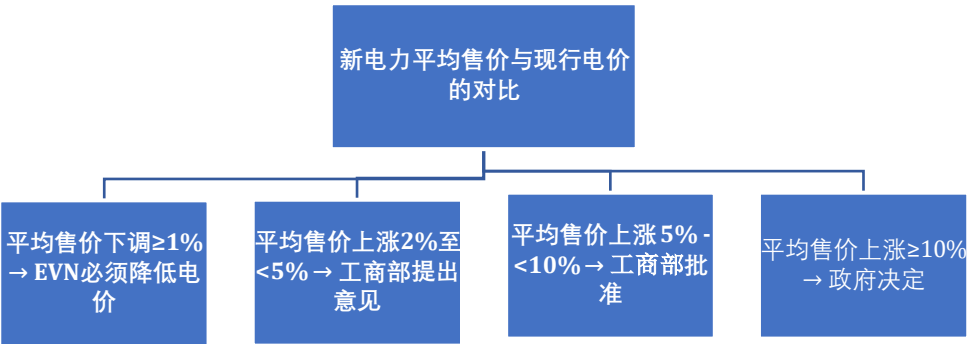 新电力平均售价与现行电价
的对比
平均售价下调≥1%
→ EVN必须降低电
价
平均售价上涨2%至
<5%→ 工商部提出
意见
平均售价上涨 5% -
<10%→ 工商部批
准
平均售价上涨≥10%
→ 政府决定